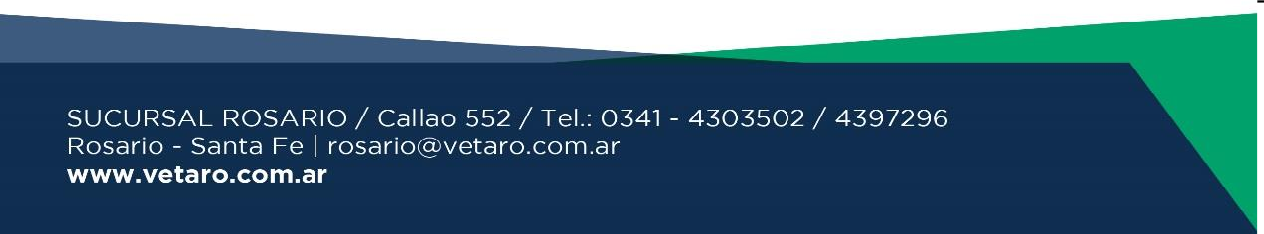 SUCURSAL ROSARIO / Callao 552 / Tel.: 0341 - 4303502 / 4397296
Rosario - Santa Fe | rosario@vetaro.com.ar
www.vetaro.com.ar